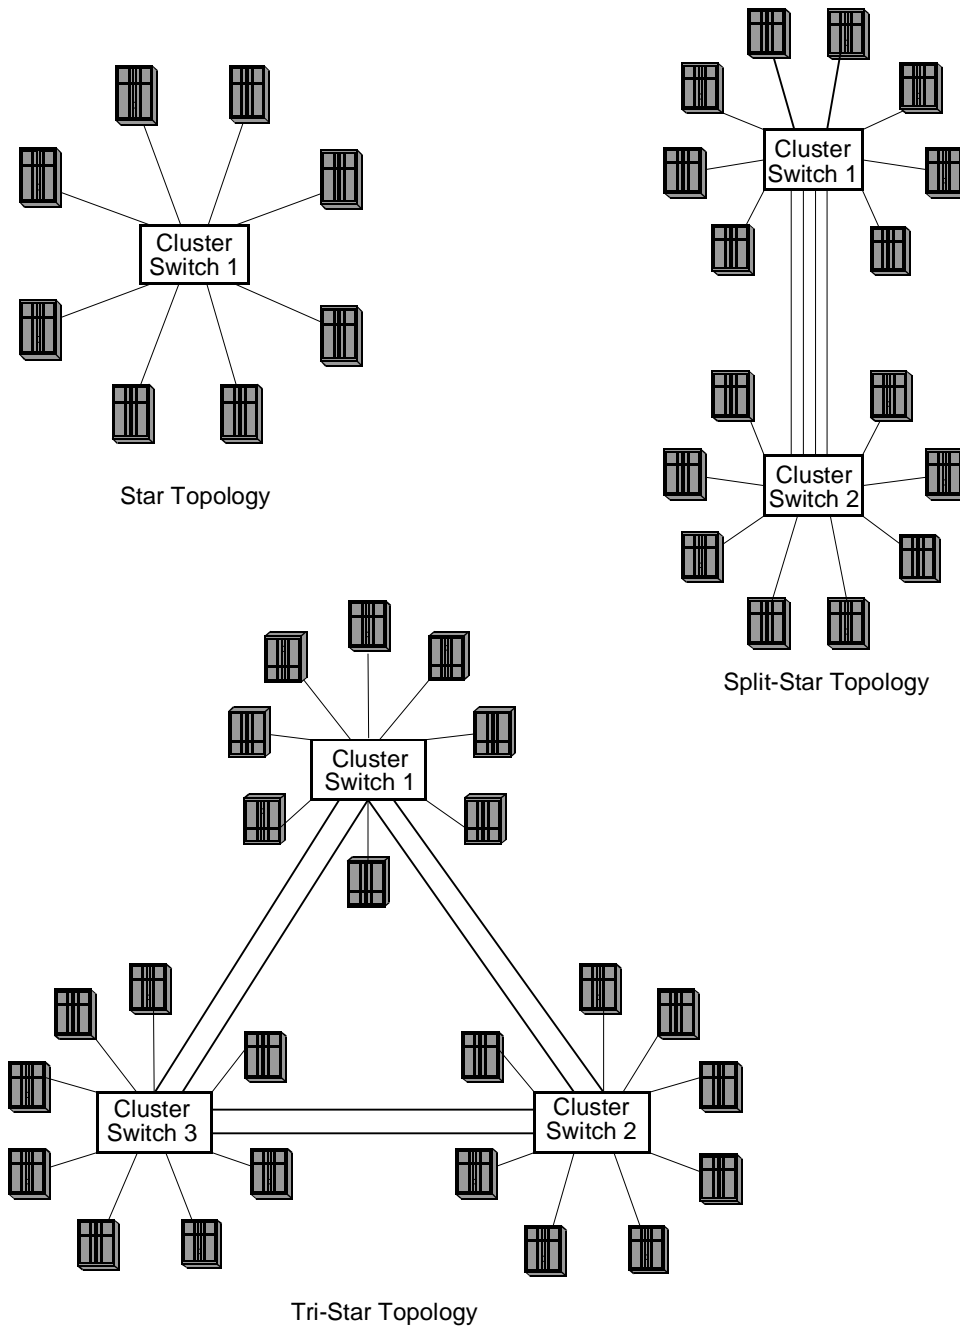 Cluster
Switch 1
Star Topology
Cluster
Switch 1
Cluster
Switch 2
Split-Star Topology
Cluster
Switch 1
Cluster
Switch 3
Cluster
Switch 2
Tri-Star Topology